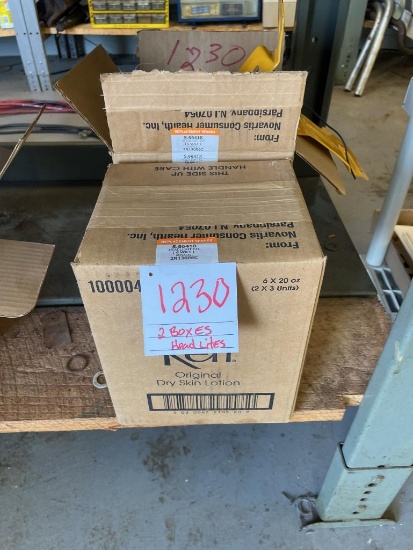 1230
From:
Novartis Consumer Health, Inc.
Parsippany, NJ 07054
THIS SIDE UP
HANDLE WITH CARE
From:
Novartis Consumer Health, Inc.
Parsippany, NJ 07054
100004
6 X 20 oz
(2 X 3 Units)
1230
2 BOXES
Head Lites
Keri
Original
Dry Skin Lotion